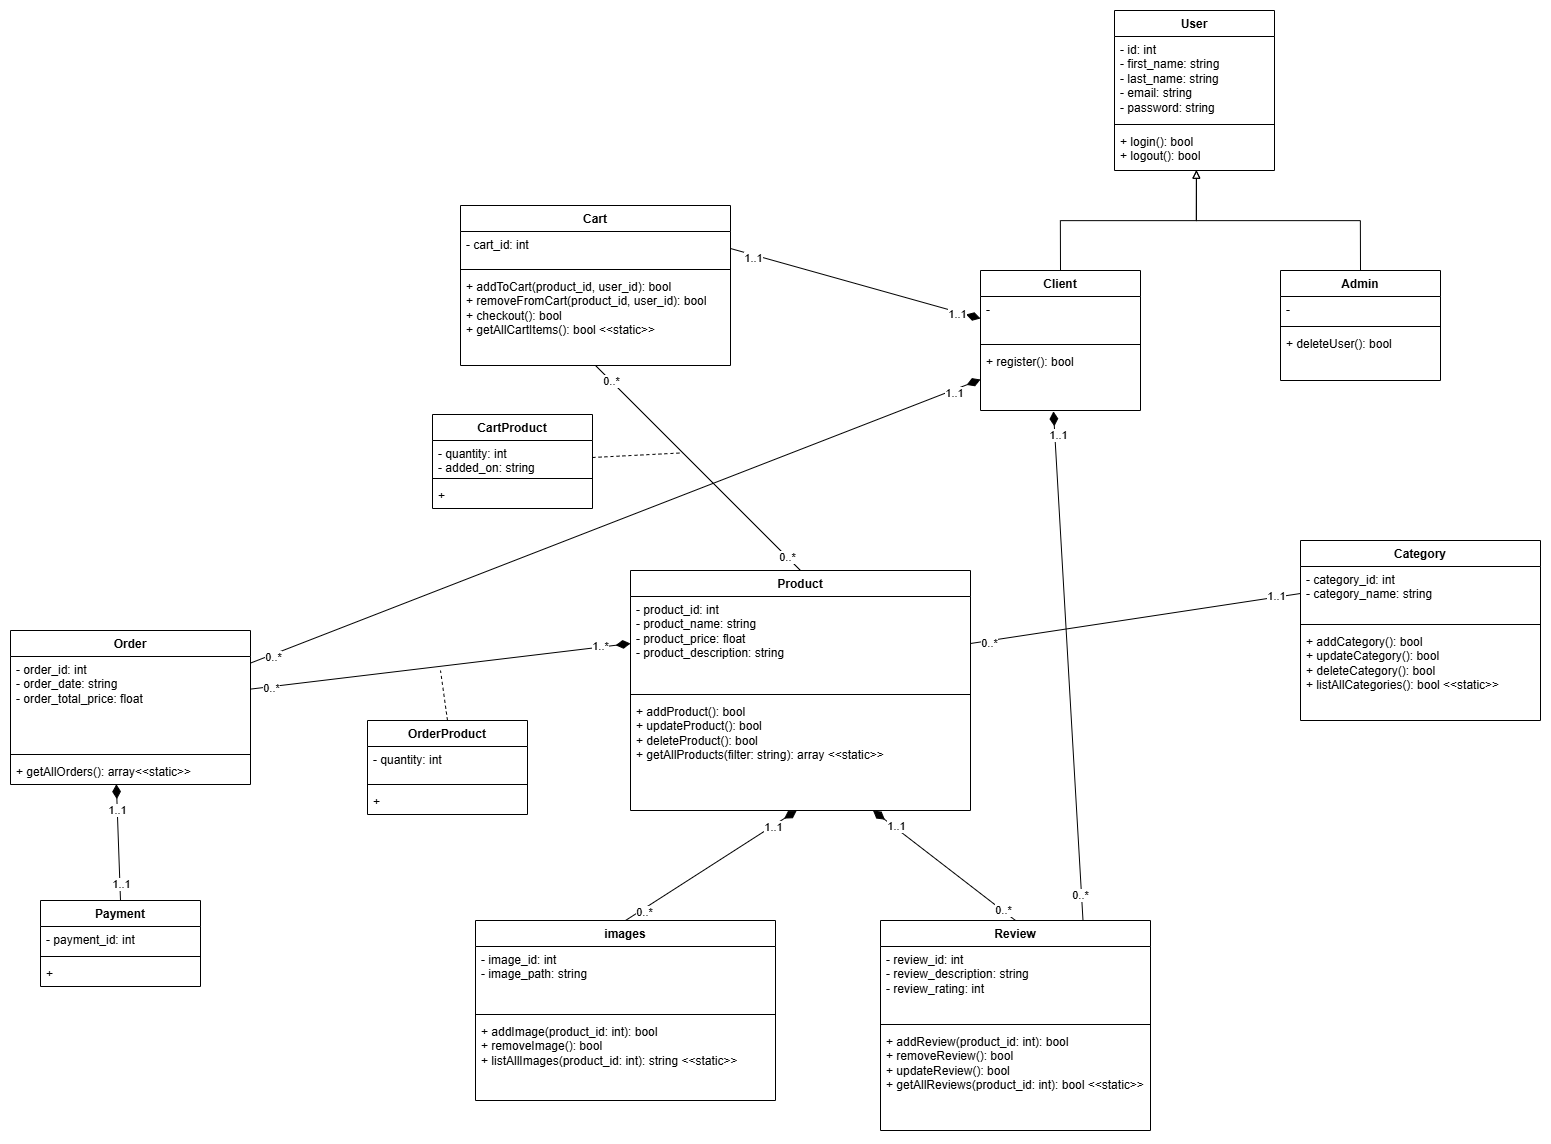 User
- id: int
- first_name: string
- last_name: string
- email: string
- password: string
+ login(): bool
+ logout(): bool
Cart
- cart_id: int
+ addToCart(product_id, user_id): bool
+ removeFromCart(product_id, user_id): bool
+ checkout(): bool
+ getAllCartItems(): bool <<static>>
1..1
1..1
Client
-
+ register(): bool
Admin
-
+ deleteUser(): bool
0..*
1..1
1..1
CartProduct
- quantity: int
- added_on: string
+
0..*
Product
- product_id: int
- product_name: string
- product_price: float
- product_description: string
+ addProduct(): bool
+ updateProduct(): bool
+ deleteProduct(): bool
+ getAllProducts(filter: string): array <<static>>
Category
- category_id: int
- category_name: string
+ addCategory(): bool
+ updateCategory(): bool
+ deleteCategory(): bool
+ listAllCategories(): bool <<static>>
1..1
0..*
1..*
0..*
0..*
Order
- order_id: int
- order_date: string
- order_total_price: float
+ getAllOrders(): array<<static>>
OrderProduct
- quantity: int
+
1..1
1..1
Payment
- payment_id: int
+
1..1
1..1
0..*
0..*
0..*
images
- image_id: int
- image_path: string
+ addImage(product_id: int): bool
+ removeImage(): bool
+ listAllImages(product_id: int): string <<static>>
Review
- review_id: int
- review_description: string
- review_rating: int
+ addReview(product_id: int): bool
+ removeReview(): bool
+ updateReview(): bool
+ getAllReviews(product_id: int): bool <<static>>